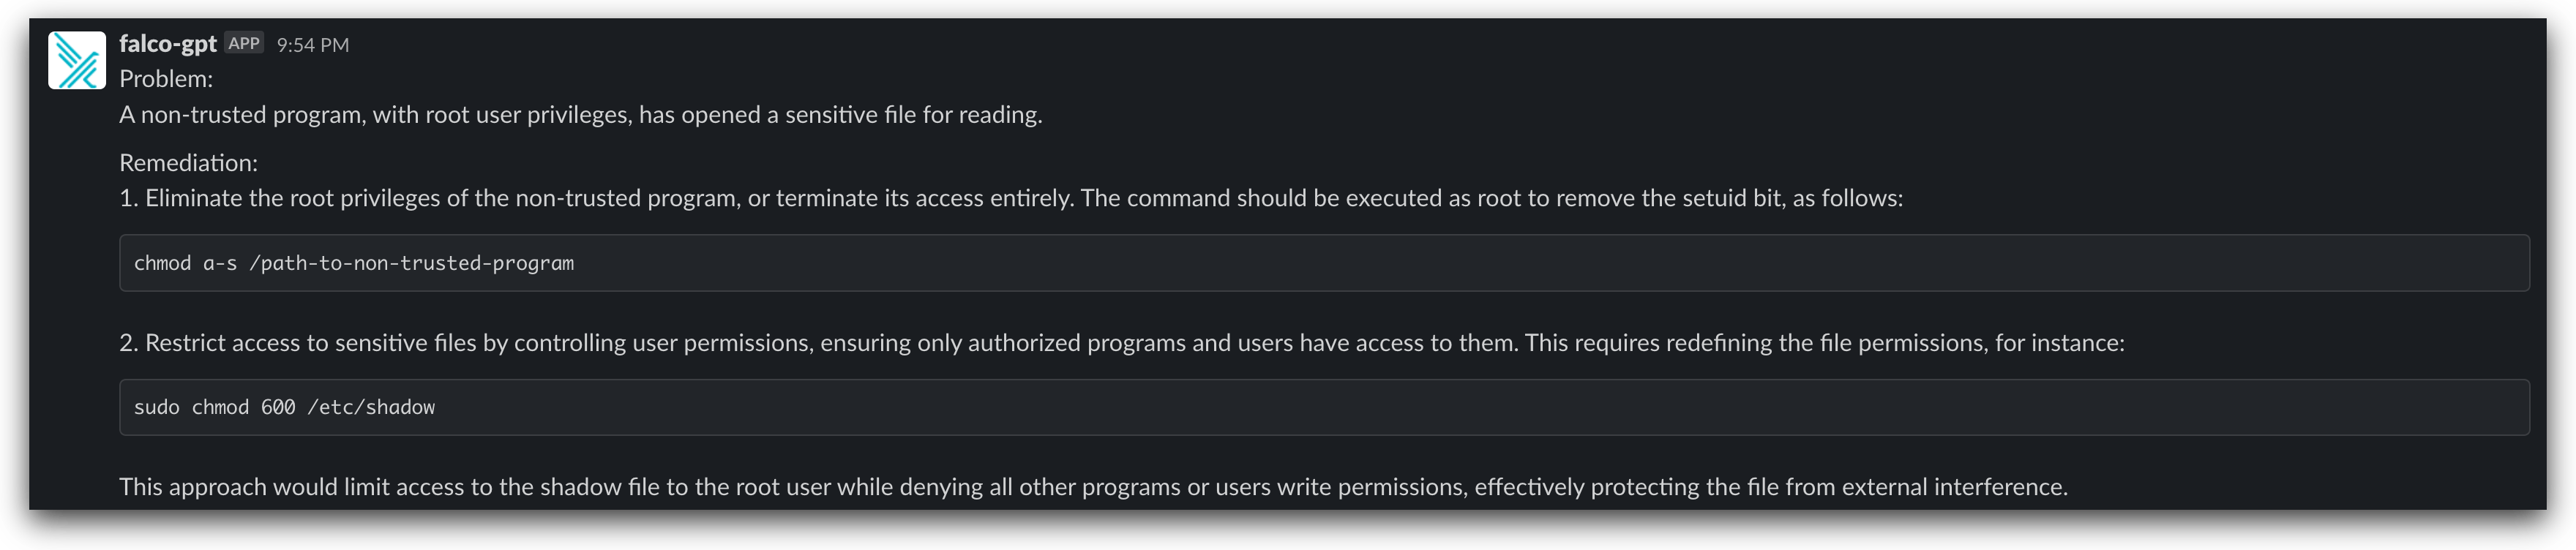 falco-gpt APP 9:54 PM
Problem:
A non-trusted program, with root user privileges, has opened a sensitive file for reading.
Remediation:
1. Eliminate the root privileges of the non-trusted program, or terminate its access entirely. The command should be executed as root to remove the setuid bit, as follows:
chmod a-s /path-to-non-trusted-program
2. Restrict access to sensitive files by controlling user permissions, ensuring only authorized programs and users have access to them. This requires redefining the file permissions, for instance:
sudo chmod 600 /etc/shadow
This approach would limit access to the shadow file to the root user while denying all other programs or users write permissions, effectively protecting the file from external interference.